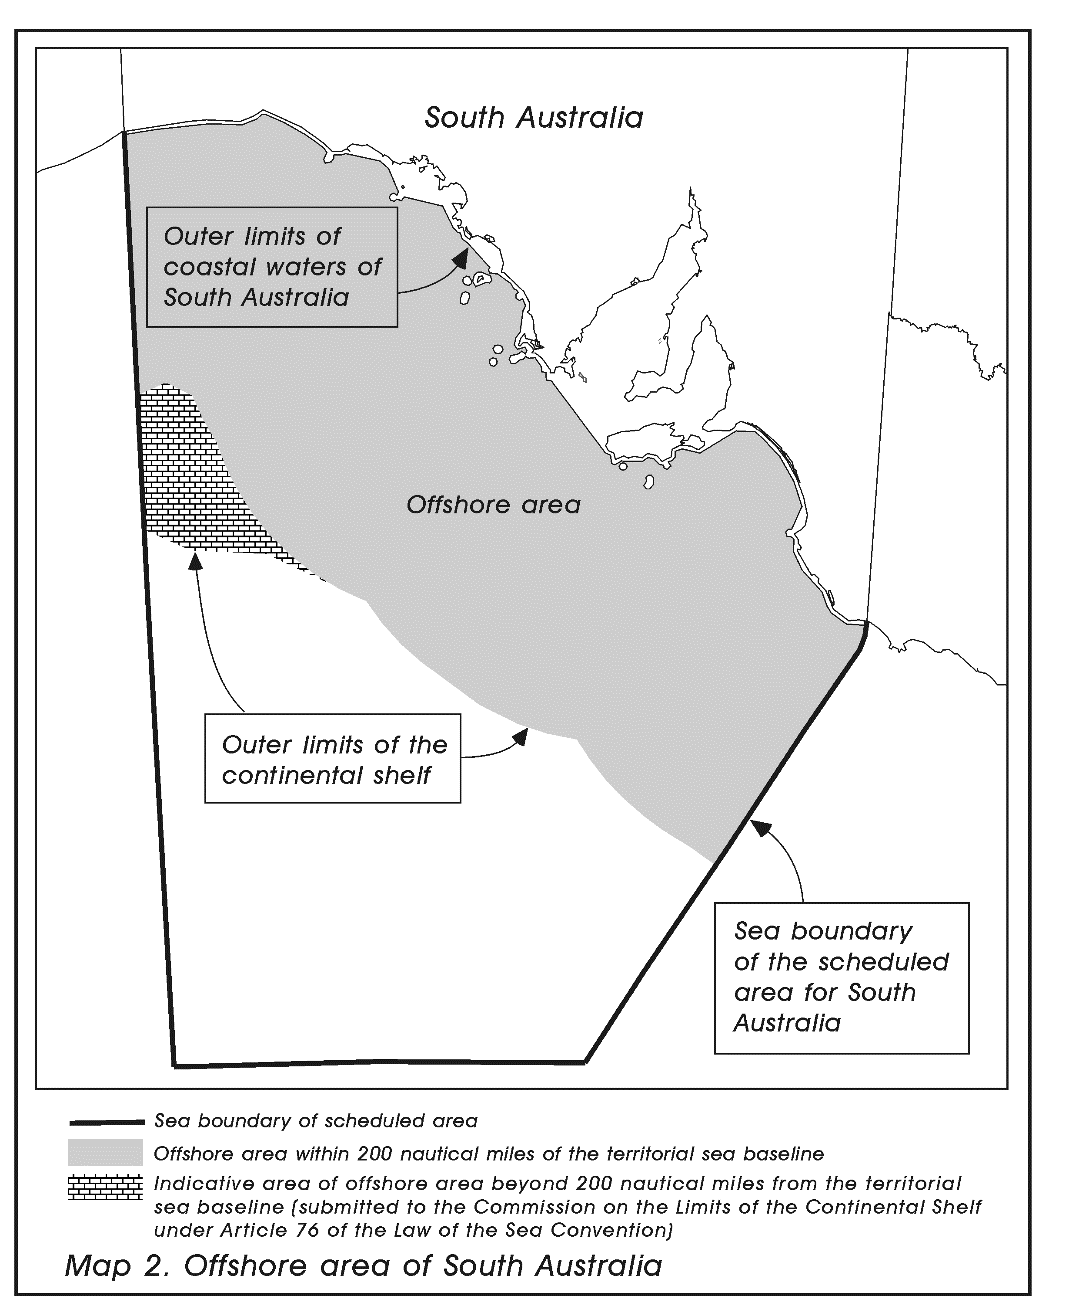 South Australia
Outer limits of
coastal waters of
South Australia
Offshore area
Outer limits of the
continental shelf
Sea boundary
of the scheduled
area for South
Australia
Sea boundary of scheduled area
Offshore area within 200 nautical miles of the territorial sea baseline
Indicative area of offshore area beyond 200 nautical miles from the territorial
sea baseline (submitted to the Commission on the Limits of the Continental Shelf
under Article 76 of the Law of the Sea Convention)
Map 2. Offshore area of South Australia